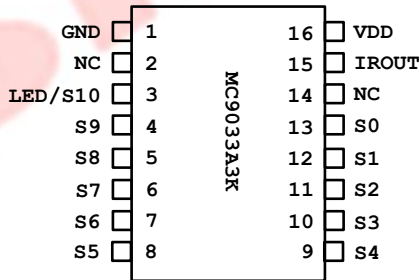 GND 1 16 VDD
NC 2 15 IROUT
LED/S10 3 14 NC
S9 4 13 S0
S8 5 12 S1
S7 6 11 S2
S6 7 10 S3
S5 8 9 S4
MC9033A3K